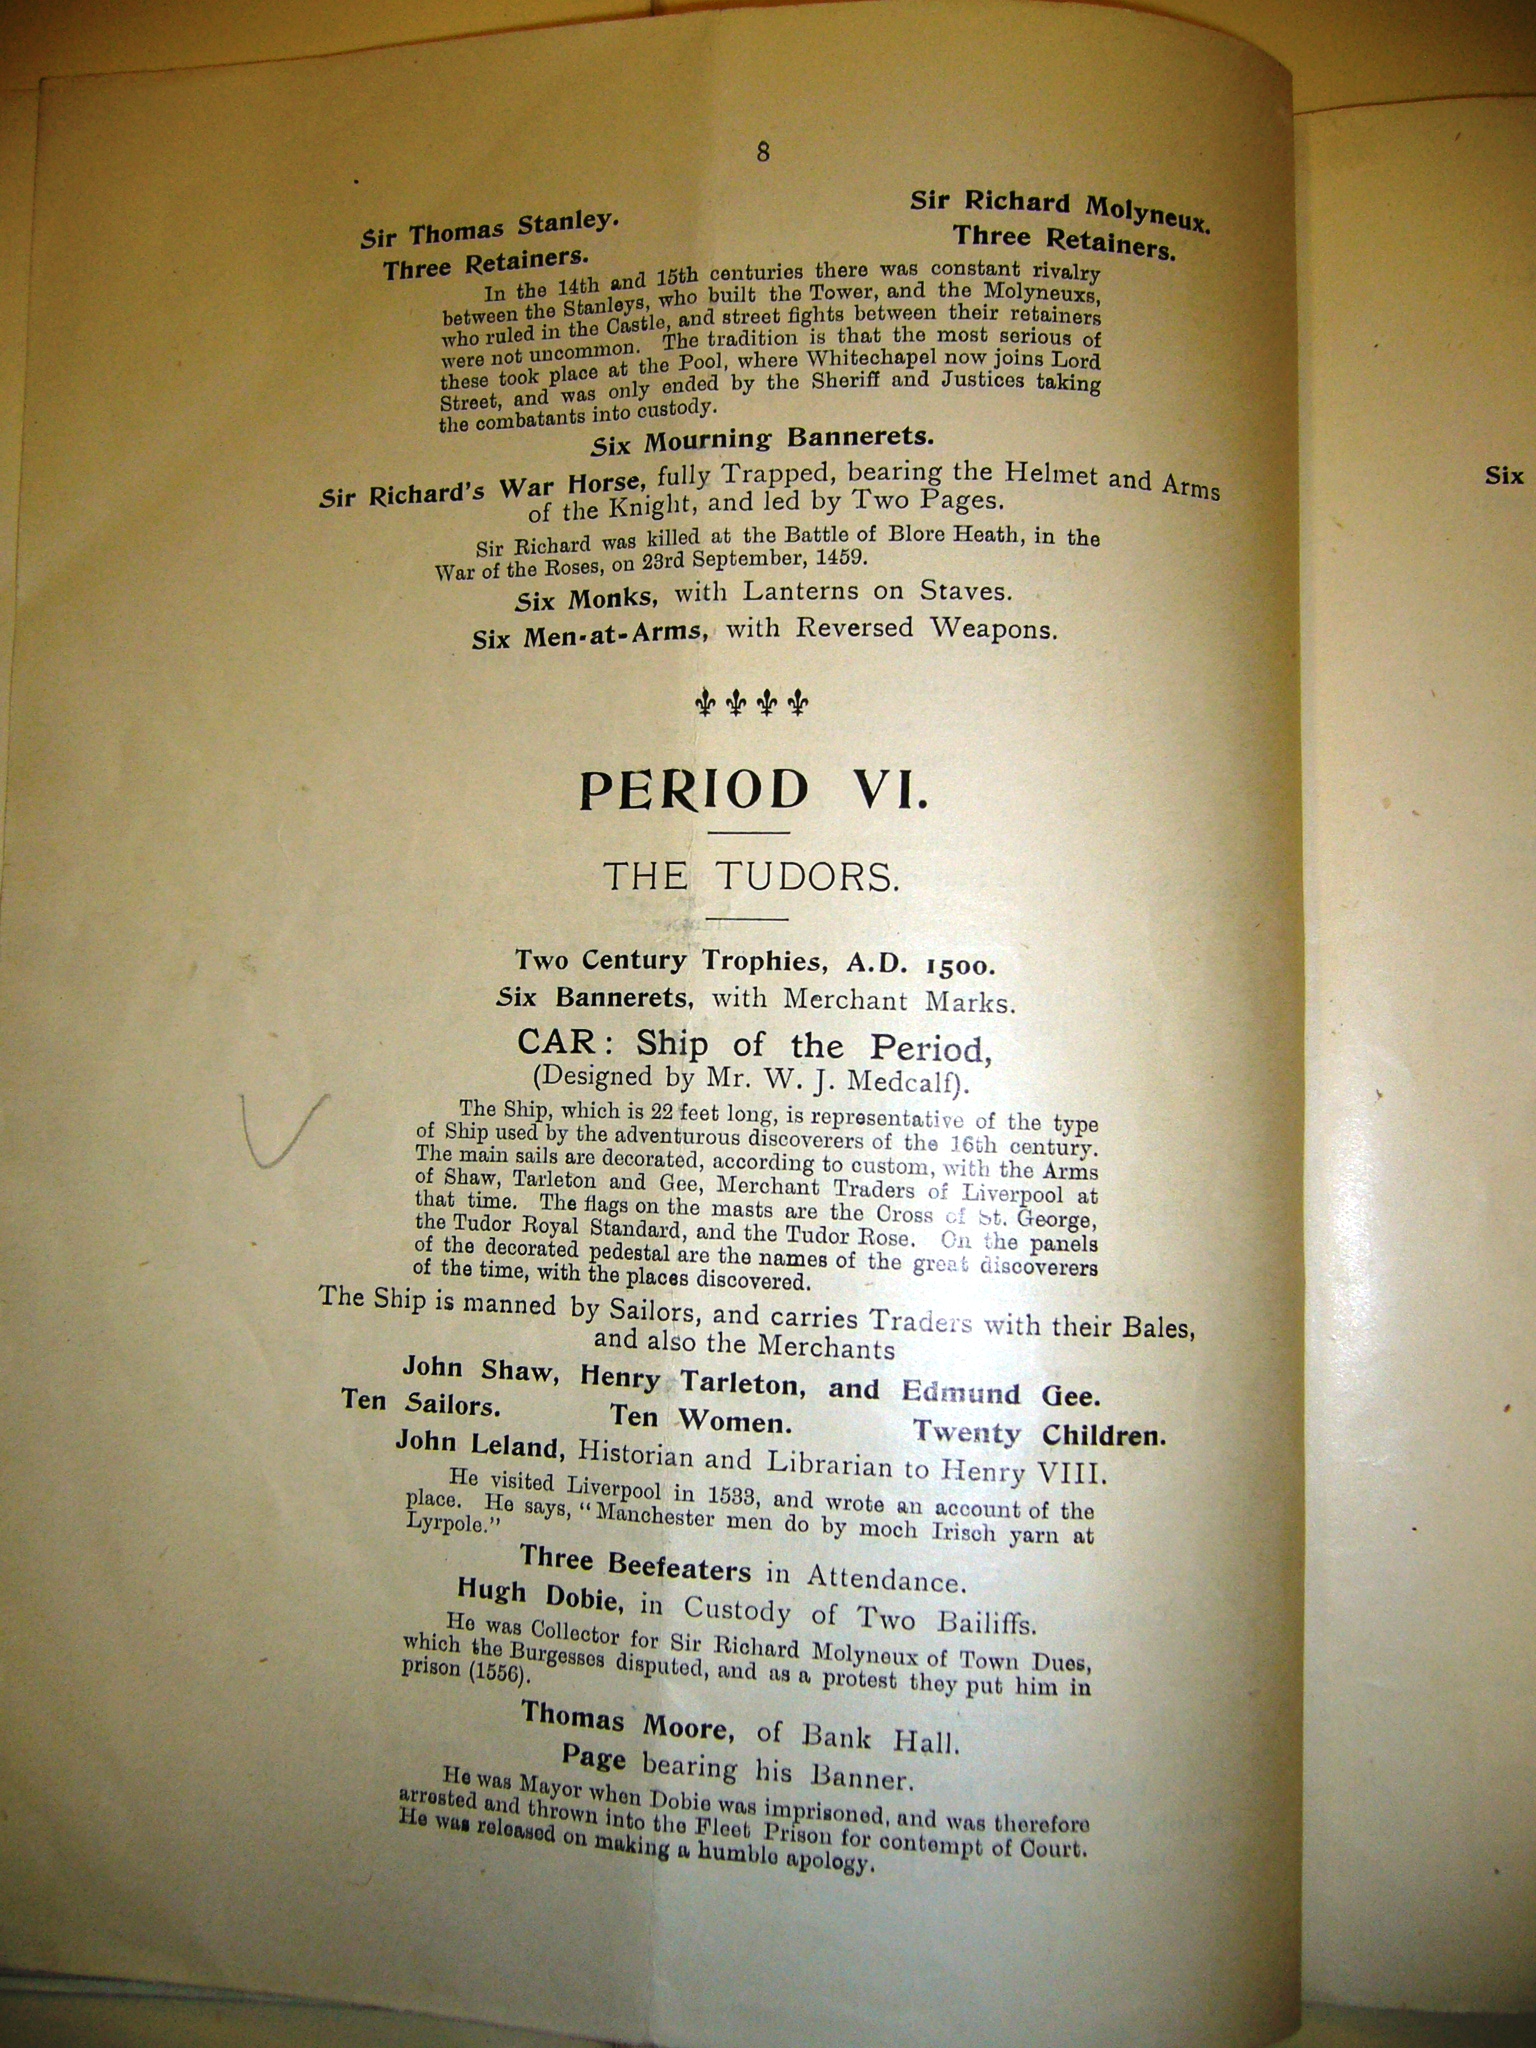 8
Sir Thomas Stanley. Sir Richard Molyneux.
Three Retainers. Three Retainers.
In the 14th and 15th centuries there was constant rivalry
between the Stanleys, who built the Tower, and the Molyneuxs,
who ruled in the Castle, and street fights between their retainers
were not uncommon. The tradition is that the most serious of
these took place at the Pool, where Whitechapel now joins Lord
Street, and was only ended by the Sheriff and Justices taking
the combatants into custody.
Six Mourning Bannerets.
Sir Richard's War Horse, fully Trapped, bearing the Helmet and Arms
of the Knight, and led by Two Pages.
Sir Richard was killed at the Battle of Blore Heath, in the
War of the Roses, on 23rd September, 1459.
Six Monks, with Lanterns on Staves.
Six Men-at-Arms, with Reversed Weapons.
PERIOD VI.
THE TUDORS.
Two Century Trophies, A.D. 1500.
Six Bannerets, with Merchant Marks.
CAR: Ship of the Period,
(Designed by Mr. W. J. Medcalf).
The Ship, which is 22 feet long, is representative of the type
of Ship used by the adventurous discoverers of the 16th century.
The main sails are decorated, according to custom, with the Arms
of Shaw, Tarleton and Gee, Merchant Traders of Liverpool at
that time. The flags on the masts are the Cross of St. George,
the Tudor Royal Standard, and the Tudor Rose. On the panels
of the decorated pedestal are the names of the great discoverers
of the time, with the places discovered.
The Ship is manned by Sailors, and carries Traders with their Bales,
and also the Merchants
John Shaw, Henry Tarleton, and Edmund Gee.
Ten Sailors. Ten Women. Twenty Children.
John Leland, Historian and Librarian to Henry VIII.
He visited Liverpool in 1533, and wrote an account of the
place. He says, "Manchester men do by moch Irisch yarn at
Lyrpole."
Three Beefeaters in Attendance.
Hugh Dobie, in Custody of Two Bailiffs.
He was Collector for Sir Richard Molyneux of Town Dues,
which the Burgesses disputed, and as a protest they put him in
prison (1556).
Thomas Moore, of Bank Hall.
Page bearing his Banner.
He was Mayor when Dobie was imprisoned, and was therefore
arrested and thrown into the Fleet Prison for contempt of Court.
He was released on making a humble apology.
Six